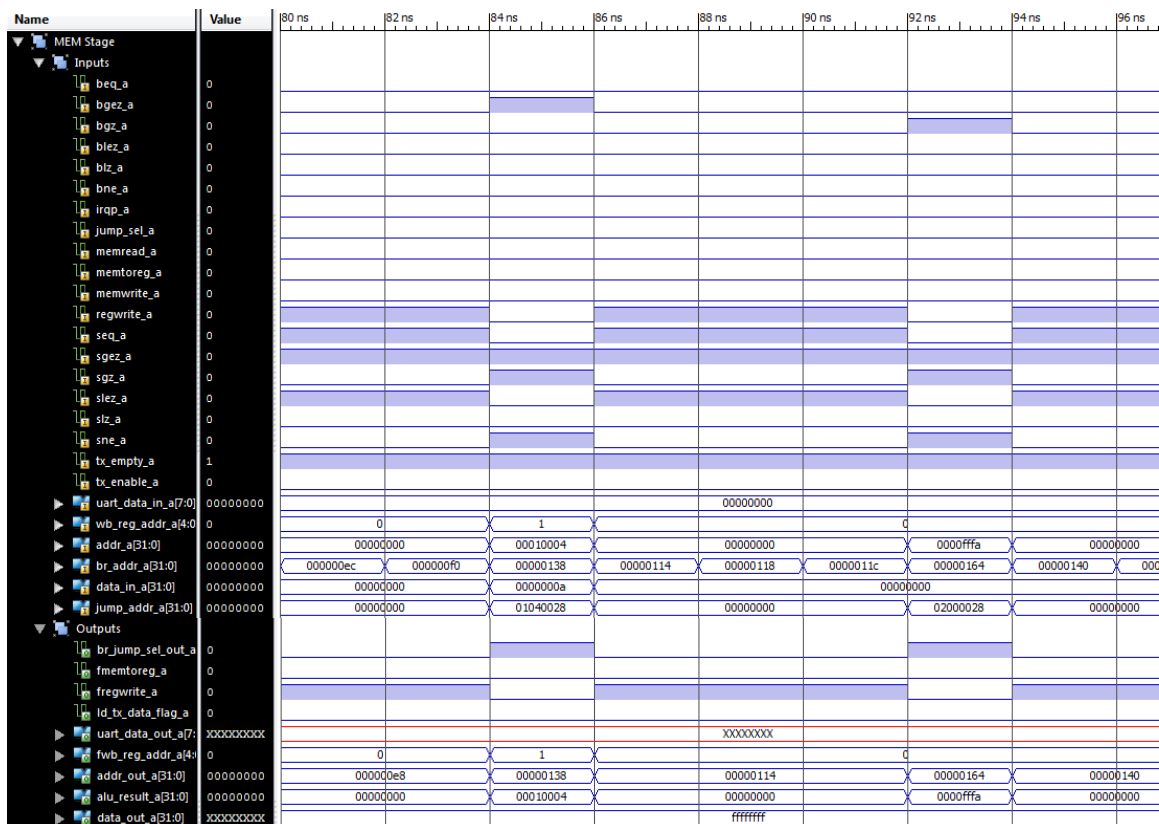 Name Value 80 ns 82 ns 84 ns 86 ns 88 ns 90 ns 92 ns 94 ns 96 ns
MEM Stage
Inputs
beq_a 0
bgez_a 0
bgz_a 0
blez_a 0
blz_a 0
bne_a 0
irqp_a 0
jump_sel_a 0
memread_a 0
memtoreg_a 0
memwrite_a 0
regwrite_a 0
seq_a 0
sgez_a 0
sgz_a 0
slez_a 0
slz_a 0
sne_a 0
tx_empty_a 1
tx_enable_a 0
uart_data_in_a[7:0] 00000000 00000000
wb_reg_addr_a[4:0 0 0 1 0
addr_a[31:0] 00000000 00000000 00010004 00000000 0000fffa 00000000
br_addr_a[31:0] 00000000 000000ec 000000f0 00000138 00000114 00000118 0000011c 00000164 00000140 000
data_in_a[31:0] 00000000 00000000 0000000a 00000000
jump_addr_a[31:0] 00000000 00000000 01040028 00000000 02000028 00000000
Outputs
br_jump_sel_out_a 0
fmemtoreg_a 0
fregwrite_a 0
ld_tx_data_flag_a 0
uart_data_out_a[7: XXXXXXXX XXXXXXXX
fwb_reg_addr_a[4: 0 0 1 0
addr_out_a[31:0] 00000000 000000e8 00000138 00000114 00000164 00000140
alu_result_a[31:0] 00000000 00000000 00010004 00000000 0000fffa 00000000
data_out_a[31:0] XXXXXXXX ffffffff